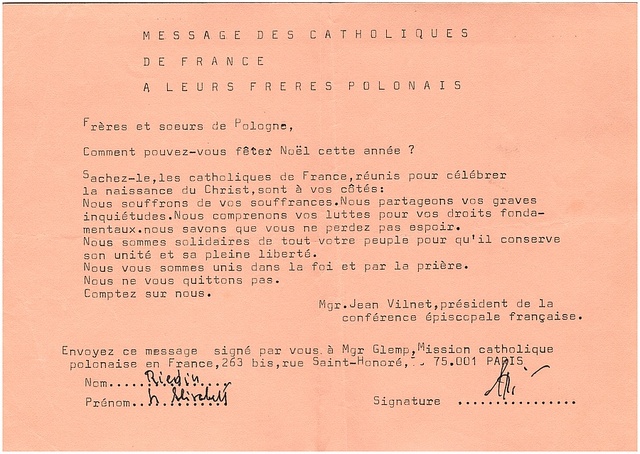 MESSAGE DES CATHOLIQUES
DE FRANCE
A LEURS FRERES POLONAIS
Frères et soeurs de Pologne,
Comment pouvez-vous fêter Noël cette année ?
Sachez-le,les catholiques de France,réunis pour célébrer
la naissance du Christ,sont à vos côtés:
Nous souffrons de vos souffrances.Nous partageons vos graves
inquiétudes.Nous comprenons vos luttes pour vos droits fonda-
mentaux.nous savons que vous ne perdez pas espoir.
Nous sommes solidaires de tout votre peuple pour qu'il conserve
son unité et sa pleine liberté.
Nous vous sommes unis dans la foi et par la prière.
Nous ne vous quittons pas.
Comptez sur nous.
Mgr.Jean Vilnet,président de la
conférence épiscopale française.
Envoyez ce message signé par vous à Mgr Glemp,Mission catholique
polonaise en France,263 bis,rue Saint-Honoré,.. 75.001 PARIS
Nom.....
Prénom..
Signature ................